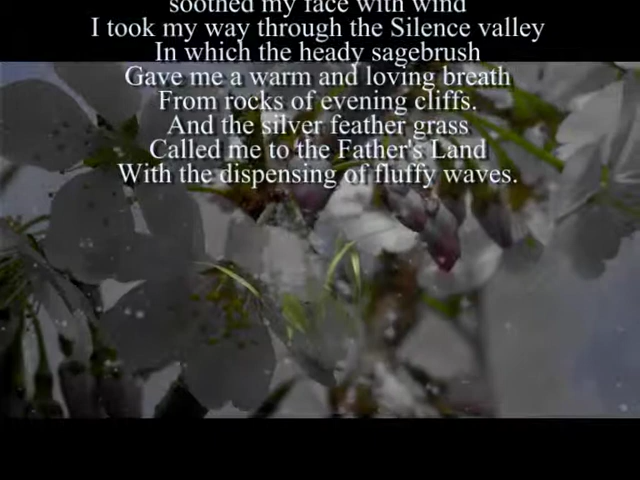 soothed my face with wind
I took my way through the Silence valley
In which the heady sagebrush
Gave me a warm and loving breath
From rocks of evening cliffs.
And the silver feather grass
Called me to the Father's Land
With the dispensing of fluffy waves.